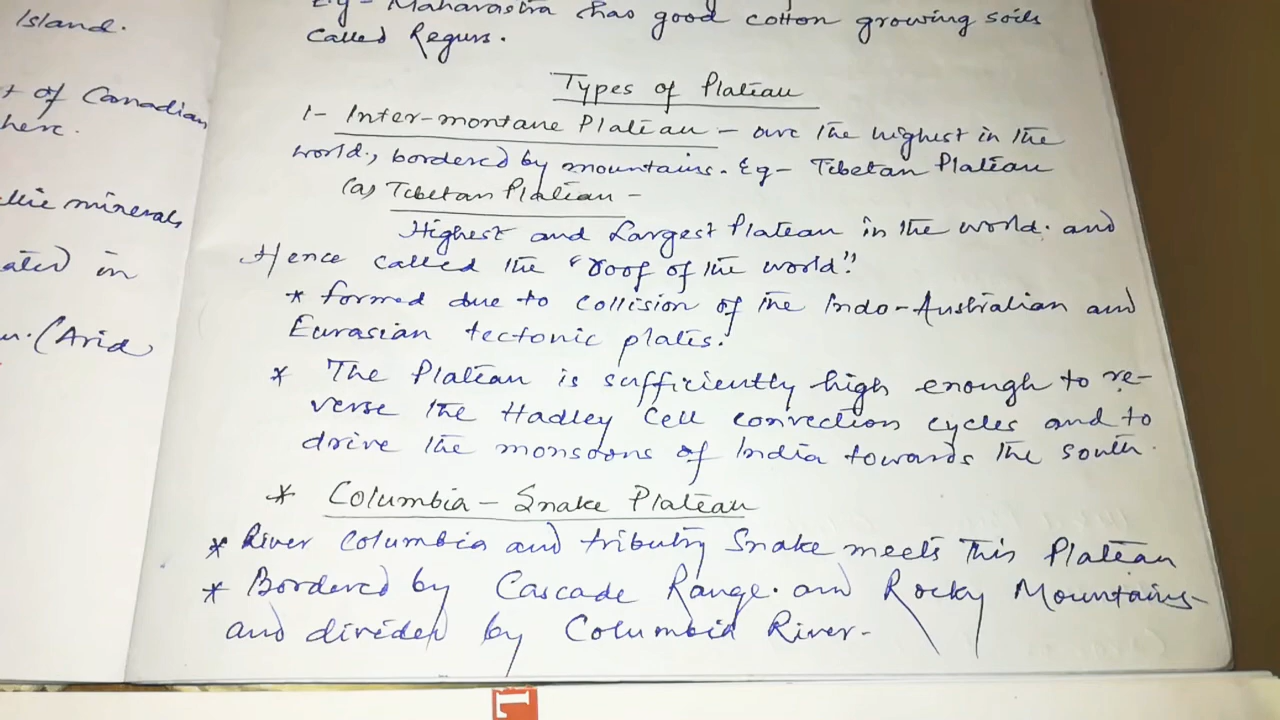 Island.
t of Canadian
here.
llic minerals
ated in
(Arid
E.g - Maharastra has good cotton growing soils
called Regurs.
Types of Plateau
1- Inter-montane Plateau - are the highest in the
world, bordered by mountains. Eg- Tibetan Plateau
(a) Tibetan Plateau -
Highest and Largest Plateau in the world. and
Hence called the "roof of the world".
* formed due to collision of the Indo-Australian and
Eurasian tectonic plates.
* The Plateau is sufficiently high enough to re-
verse the Hadley Cell convection cycles and to
drive the monsoons of India towards the south.
* Columbia - Snake Plateau
* River Columbia and tributry Snake meets This Plateau
* Bordered by Cascade Range. and Rocky Mountains
and divided by Columbia River-
L